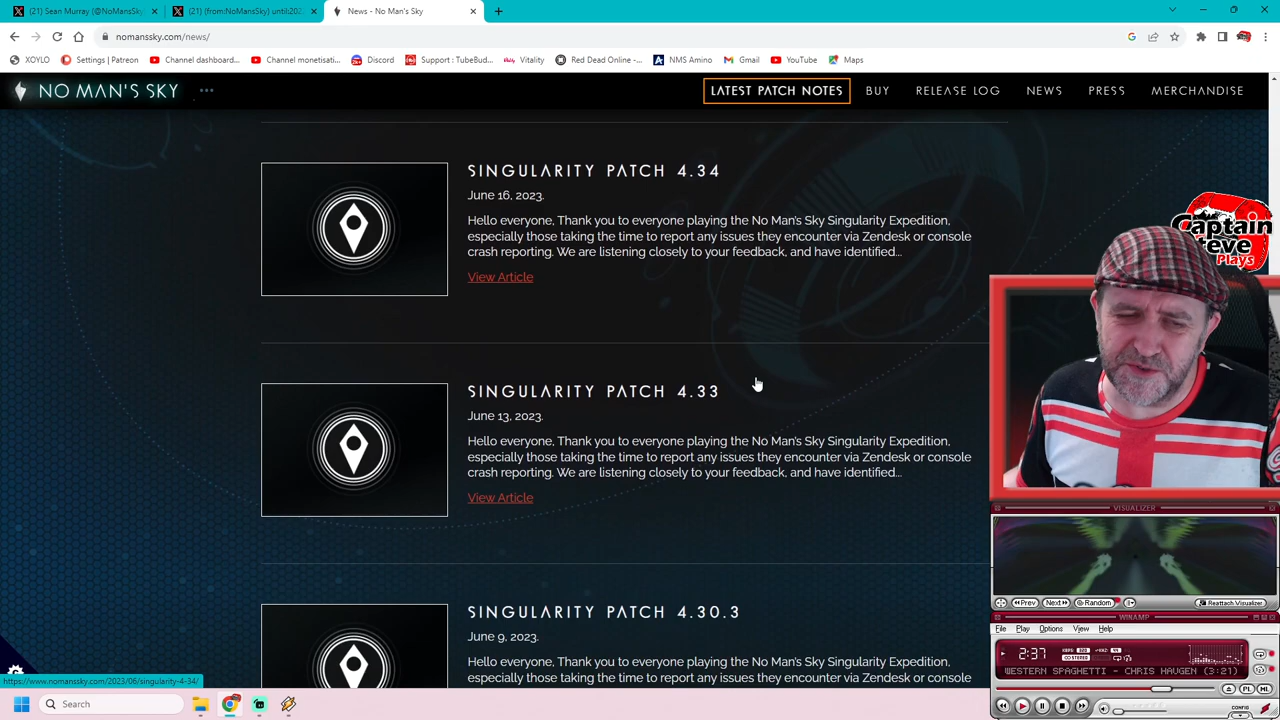 (21) Sean Murray (@NoMansSky)
(21) (from:NoMansSky) until:202
News - No Man's Sky
nomanssky.com/news/
XOYLO
Settings | Patreon
Channel dashboard...
Channel monetisati...
Discord
Support : TubeBud...
Vitality
Red Dead Online -...
NMS Amino
Gmail
YouTube
Maps
NO MAN'S SKY
LATEST PATCH NOTES
BUY
RELEASE LOG
NEWS
PRESS
MERCHANDISE
SINGULARITY PATCH 4.34
June 16, 2023.
Hello everyone, Thank you to everyone playing the No Man's Sky Singularity Expedition,
especially those taking the time to report any issues they encounter via Zendesk or console
crash reporting. We are listening closely to your feedback, and have identified...
View Article
Captain
Steve
Plays
SINGULARITY PATCH 4.33
June 13, 2023.
Hello everyone, Thank you to everyone playing the No Man's Sky Singularity Expedition,
especially those taking the time to report any issues they encounter via Zendesk or console
crash reporting. We are listening closely to your feedback, and have identified...
View Article
VISUALIZER
Prev
Next
Random
Reattach Visualizer
SINGULARITY PATCH 4.30.3
June 9, 2023.
Hello everyone, Thank you to everyone playing the No Man's Sky Singularity Expedition,
especially those taking the time to report any issues they encounter via Zendesk or console
WINAMP
File
Play
Options
View
Help
2:37
STEREO
WESTERN SPAGHETTI - CHRIS HAUGEN (3:21)
PL
ML
CONFIG
https://www.nomanssky.com/2023/06/singularity-4-34/
Search